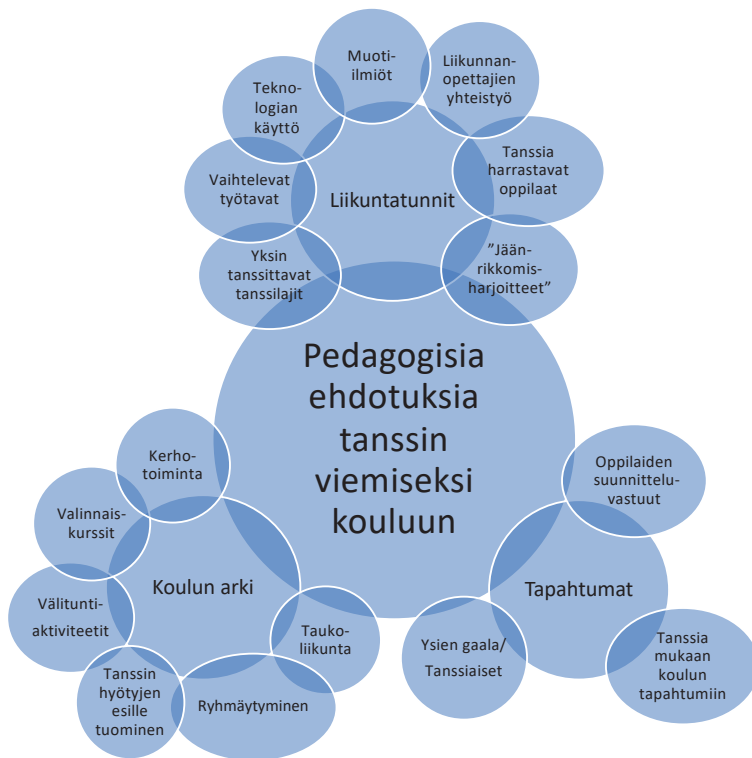 Muoti-
ilmiöt
Liikunnan-
opettajien
yhteistyö
Tekno-
logian
käyttö
Tanssia
harrastavat
oppilaat
Vaihtelevat
työtavat
Liikuntatunnit
Yksin
tanssittavat
tanssilajit
”Jään-
rikkomis-
harjoitteet”
Pedagogisia
ehdotuksia
tanssin
viemiseksi
kouluun
Kerho-
toiminta
Valinnais-
kurssit
Koulun arki
Välitunti-
aktiviteetit
Tanssin
hyötyjen
esille
tuominen
Ryhmäytyminen
Tauko-
liikunta
Oppilaiden
suunnittelu-
vastuut
Tapahtumat
Ysien gaala/
Tanssiaiset
Tanssia
mukaan
koulun
tapahtumiin